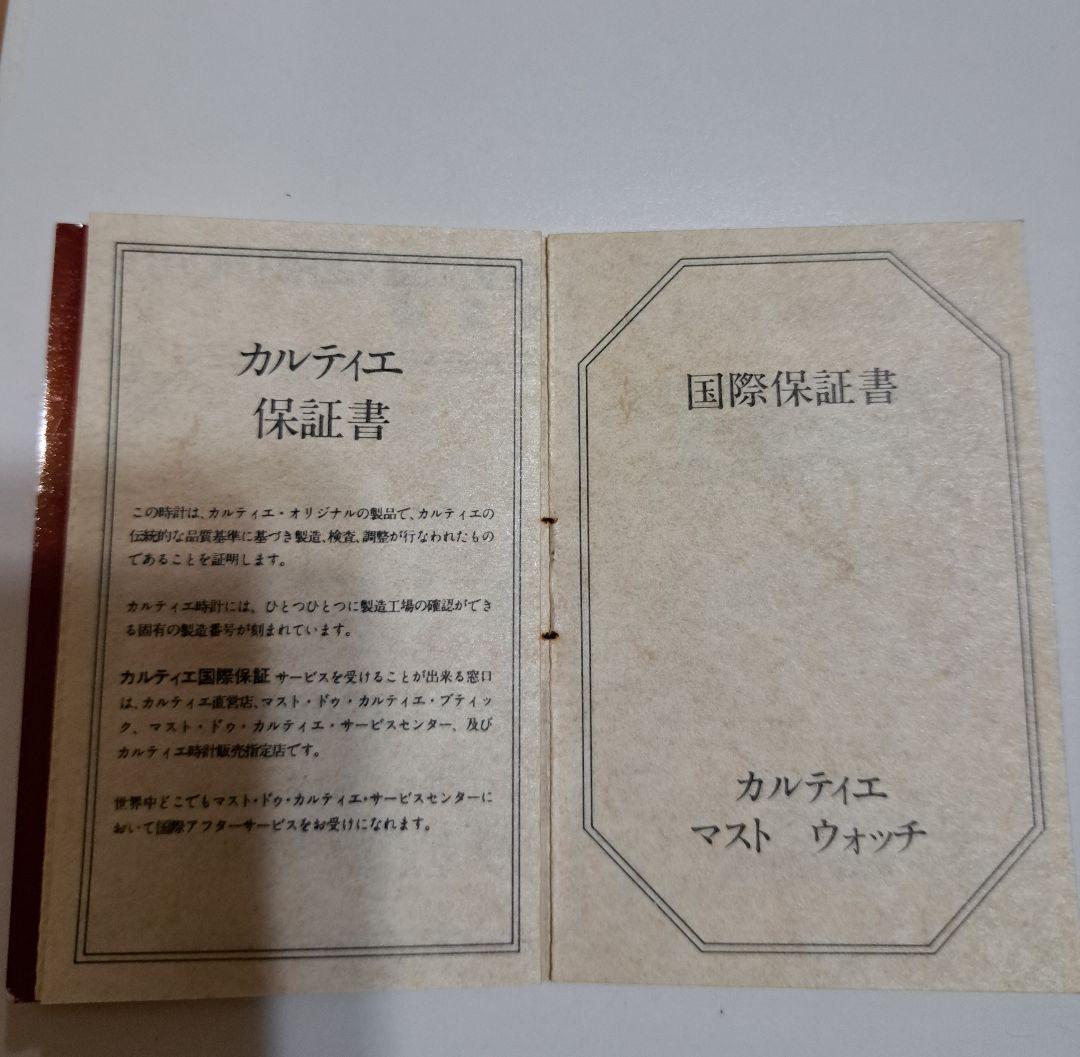 カルティエ
保証書
この時計は、カルティエ・オリジナルの製品で、カルティエの
伝統的な品質基準に基づき製造、検査、調整が行なわれたもの
であることを証明します。
カルティエ時計には、ひとつひとつに製造工場の確認ができ
る固有の製造番号が刻まれています。
カルティエ国際保証 サービスを受けることが出来る窓口
は、カルティエ直営店、マスト・ドゥ・カルティエ・ブティッ
ク、マスト・ドゥ・カルティエ・サービスセンター、及び
カルティエ時計販売指定店です。
世界中どこでもマスト・ドゥ・カルティエ・サービスセンターに
おいて国際アフターサービスをお受けになれます。
国際保証書
カルティエ
マスト ウォッチ